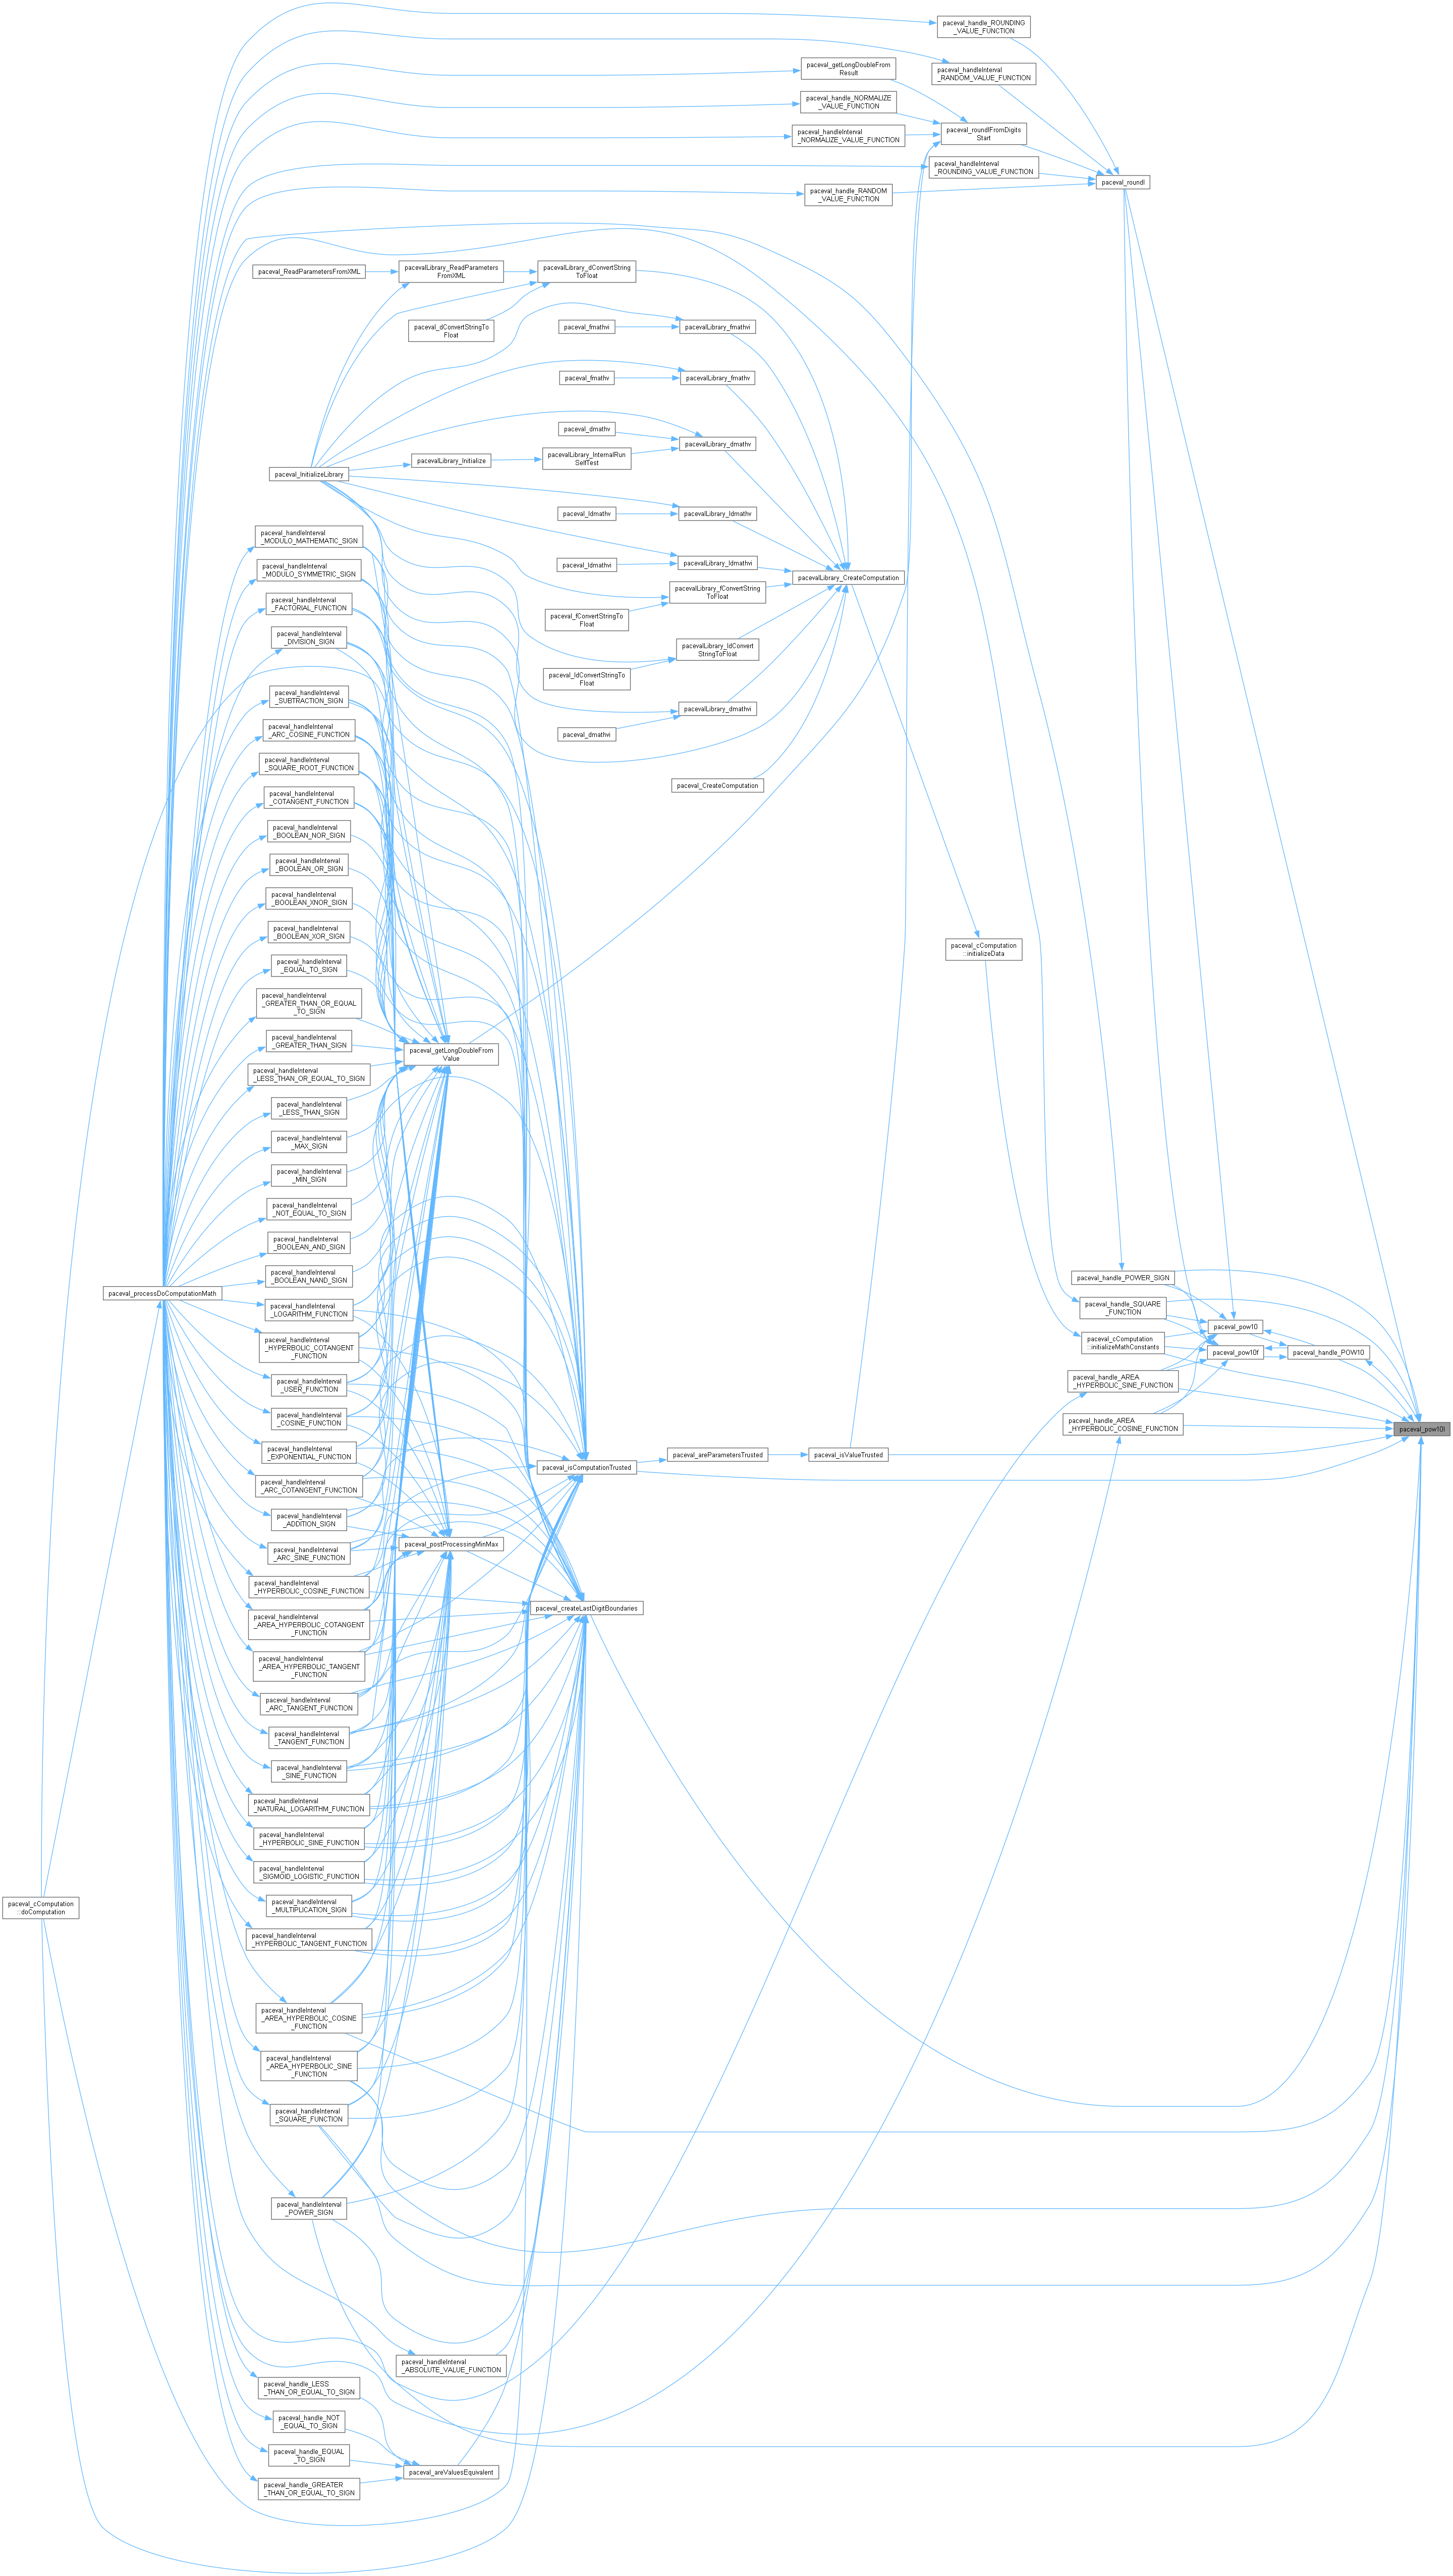 paceval_handle_ROUNDING
_VALUE_FUNCTION
paceval_handleInterval
_RANDOM_VALUE_FUNCTION
paceval_getLongDoubleFrom
Result
paceval_handle_NORMALIZE
_VALUE_FUNCTION
paceval_handleInterval
_NORMALIZE_VALUE_FUNCTION
paceval_roundlFromDigits
Start
paceval_handleInterval
_ROUNDING_VALUE_FUNCTION
paceval_handle_RANDOM
_VALUE_FUNCTION
paceval_roundl
paceval_ReadParametersFromXML
pacevalLibrary_ReadParameters
FromXML
pacevalLibrary_dConvertString
ToFloat
paceval_dConvertStringTo
Float
paceval_fmathvi
pacevalLibrary_fmathvi
paceval_fmathv
pacevalLibrary_fmathv
paceval_dmathv
pacevalLibrary_dmathv
paceval_InitializeLibrary
pacevalLibrary_Initialize
pacevalLibrary_InternalRun
SelfTest
paceval_ldmathv
pacevalLibrary_ldmathv
paceval_ldmathvi
pacevalLibrary_ldmathvi
pacevalLibrary_CreateComputation
pacevalLibrary_fConvertString
ToFloat
paceval_fConvertStringTo
Float
pacevalLibrary_ldConvert
StringToFloat
paceval_ldConvertStringTo
Float
pacevalLibrary_dmathvi
paceval_dmathvi
paceval_CreateComputation
paceval_handleInterval
_MODULO_MATHEMATIC_SIGN
paceval_handleInterval
_MODULO_SYMMETRIC_SIGN
paceval_handleInterval
_FACTORIAL_FUNCTION
paceval_handleInterval
_DIVISION_SIGN
paceval_handleInterval
_SUBTRACTION_SIGN
paceval_handleInterval
_ARC_COSINE_FUNCTION
paceval_handleInterval
_SQUARE_ROOT_FUNCTION
paceval_handleInterval
_COTANGENT_FUNCTION
paceval_handleInterval
_BOOLEAN_NOR_SIGN
paceval_handleInterval
_BOOLEAN_OR_SIGN
paceval_handleInterval
_BOOLEAN_XNOR_SIGN
paceval_handleInterval
_BOOLEAN_XOR_SIGN
paceval_cComputation
::initializeData
paceval_handleInterval
_EQUAL_TO_SIGN
paceval_handleInterval
_GREATER_THAN_OR_EQUAL
_TO_SIGN
paceval_handleInterval
_GREATER_THAN_SIGN
paceval_getLongDoubleFrom
Value
paceval_handleInterval
_LESS_THAN_OR_EQUAL_TO_SIGN
paceval_handleInterval
_LESS_THAN_SIGN
paceval_handleInterval
_MAX_SIGN
paceval_handleInterval
_MIN_SIGN
paceval_handleInterval
_NOT_EQUAL_TO_SIGN
paceval_handleInterval
_BOOLEAN_AND_SIGN
paceval_handleInterval
_BOOLEAN_NAND_SIGN
paceval_handle_POWER_SIGN
paceval_processDoComputationMath
paceval_handleInterval
_LOGARITHM_FUNCTION
paceval_handle_SQUARE
_FUNCTION
paceval_pow10
paceval_handleInterval
_HYPERBOLIC_COTANGENT
_FUNCTION
paceval_cComputation
::initializeMathConstants
paceval_pow10f
paceval_handle_POW10
paceval_handleInterval
_USER_FUNCTION
paceval_handle_AREA
_HYPERBOLIC_SINE_FUNCTION
paceval_handleInterval
_COSINE_FUNCTION
paceval_handle_AREA
_HYPERBOLIC_COSINE_FUNCTION
paceval_pow10l
paceval_handleInterval
_EXPONENTIAL_FUNCTION
paceval_isComputationTrusted
paceval_areParametersTrusted
paceval_isValueTrusted
paceval_handleInterval
_ARC_COTANGENT_FUNCTION
paceval_handleInterval
_ADDITION_SIGN
paceval_handleInterval
_ARC_SINE_FUNCTION
paceval_postProcessingMinMax
paceval_handleInterval
_HYPERBOLIC_COSINE_FUNCTION
paceval_createLastDigitBoundaries
paceval_handleInterval
_AREA_HYPERBOLIC_COTANGENT
_FUNCTION
paceval_handleInterval
_AREA_HYPERBOLIC_TANGENT
_FUNCTION
paceval_handleInterval
_ARC_TANGENT_FUNCTION
paceval_handleInterval
_TANGENT_FUNCTION
paceval_handleInterval
_SINE_FUNCTION
paceval_handleInterval
_NATURAL_LOGARITHM_FUNCTION
paceval_handleInterval
_HYPERBOLIC_SINE_FUNCTION
paceval_handleInterval
_SIGMOID_LOGISTIC_FUNCTION
paceval_handleInterval
_MULTIPLICATION_SIGN
paceval_cComputation
::doComputation
paceval_handleInterval
_HYPERBOLIC_TANGENT_FUNCTION
paceval_handleInterval
_AREA_HYPERBOLIC_COSINE
_FUNCTION
paceval_handleInterval
_AREA_HYPERBOLIC_SINE
_FUNCTION
paceval_handleInterval
_SQUARE_FUNCTION
paceval_handleInterval
_POWER_SIGN
paceval_handleInterval
_ABSOLUTE_VALUE_FUNCTION
paceval_handle_LESS
_THAN_OR_EQUAL_TO_SIGN
paceval_handle_NOT
_EQUAL_TO_SIGN
paceval_handle_EQUAL
_TO_SIGN
paceval_areValuesEquivalent
paceval_handle_GREATER
_THAN_OR_EQUAL_TO_SIGN